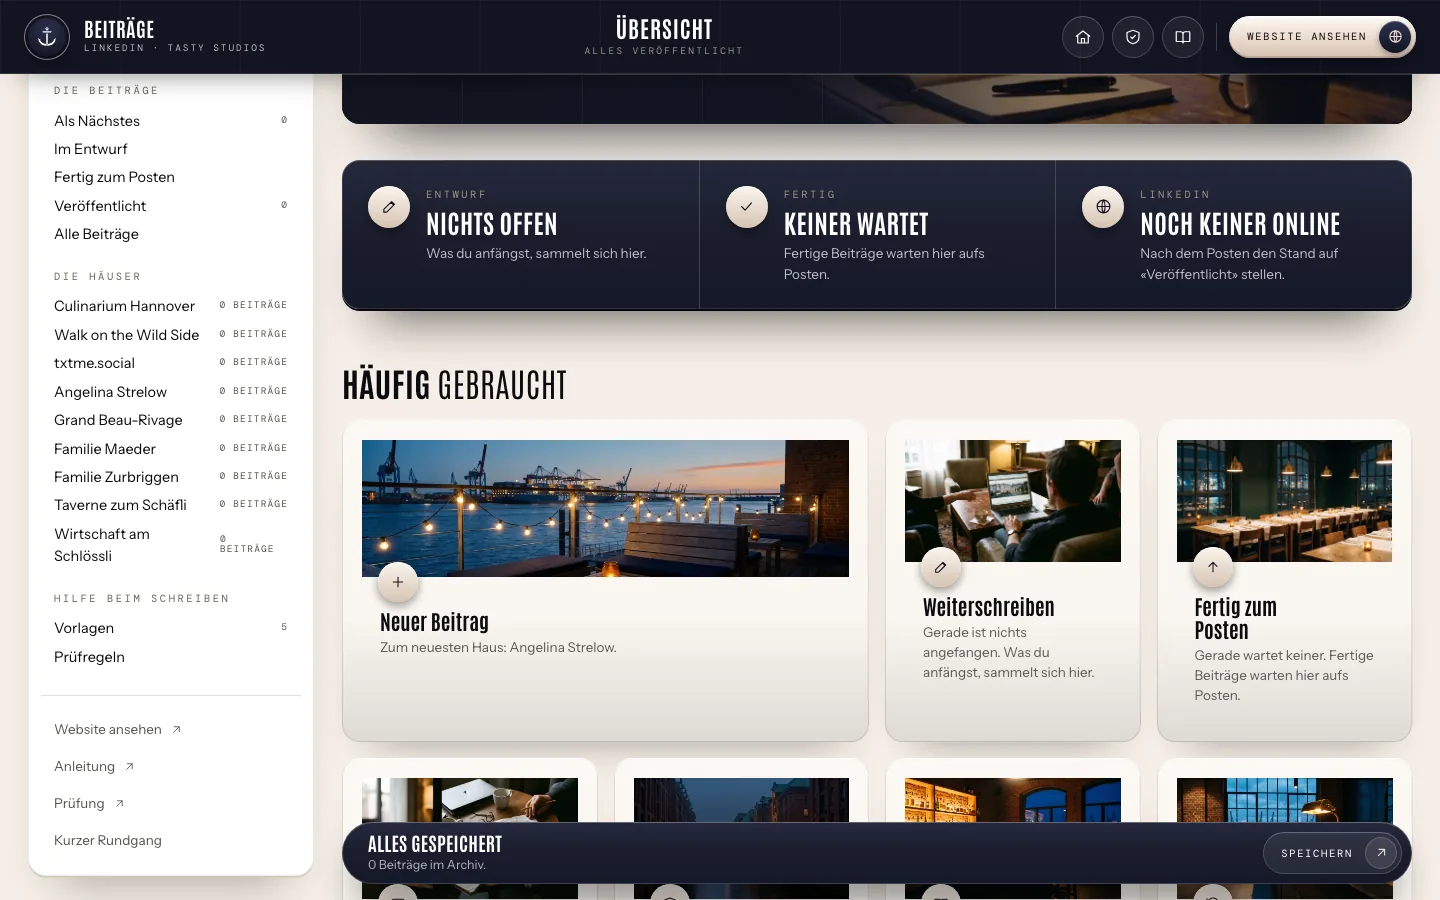 BEITRÄGE
LINKEDIN · TASTY STUDIOS
ÜBERSICHT
ALLES VERÖFFENTLICHT
WEBSITE ANSEHEN
DIE BEITRÄGE
Als Nächstes 0
Im Entwurf
Fertig zum Posten
Veröffentlicht 0
Alle Beiträge
DIE HÄUSER
Culinarium Hannover 0 BEITRÄGE
Walk on the Wild Side 0 BEITRÄGE
txtme.social 0 BEITRÄGE
Angelina Strelow 0 BEITRÄGE
Grand Beau-Rivage 0 BEITRÄGE
Familie Maeder 0 BEITRÄGE
Familie Zurbriggen 0 BEITRÄGE
Taverne zum Schäfli 0 BEITRÄGE
Wirtschaft am
Schlössli
0
BEITRÄGE
HILFE BEIM SCHREIBEN
Vorlagen 5
Prüfregeln
Website ansehen
Anleitung
Prüfung
Kurzer Rundgang
ENTWURF
NICHTS OFFEN
Was du anfängst, sammelt sich hier.
FERTIG
KEINER WARTET
Fertige Beiträge warten hier aufs
Posten.
LINKEDIN
NOCH KEINER ONLINE
Nach dem Posten den Stand auf
«Veröffentlicht» stellen.
HÄUFIG GEBRAUCHT
Neuer Beitrag
Zum neuesten Haus: Angelina Strelow.
Weiterschreiben
Gerade ist nichts
angefangen. Was du
anfängst, sammelt sich hier.
Fertig zum
Posten
Gerade wartet keiner. Fertige
Beiträge warten hier aufs
Posten.
ALLES GESPEICHERT
0 Beiträge im Archiv.
SPEICHERN